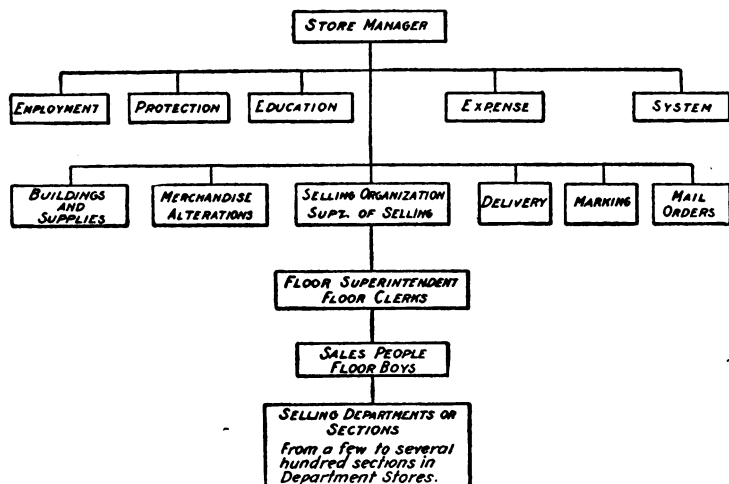 STORE MANAGER
EMPLOYMENT
PROTECTION
EDUCATION
EXPENSE
SYSTEM
BUILDINGS
AND
SUPPLIES
MERCHANDISE
ALTERATIONS
SELLING ORGANIZATION
SUPT. OF SELLING
DELIVERY
MARKING
MAIL
ORDERS
FLOOR SUPERINTENDENT
FLOOR CLERKS
SALES PEOPLE
FLOOR BOYS
SELLING DEPARTMENTS OR
SECTIONS
From a few to several
hundred sections in
Department Stores.